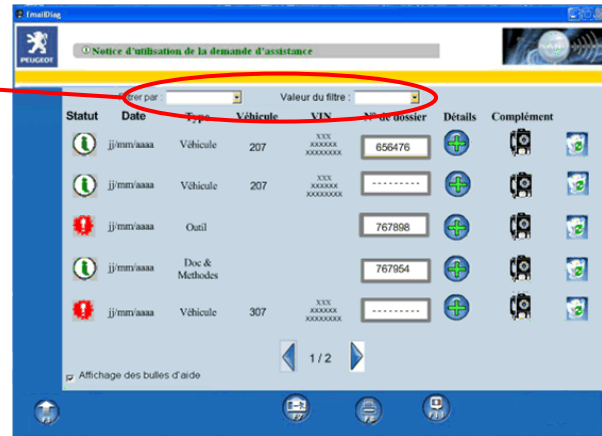 EmailDiag
PEUGEOT
Notice d'utilisation de la demande d'assistance
Filtrer par : Valeur du filtre :
Statut Date Type Véhicule VIN N° de dossier Détails Complément
jj/mm/aaaa Véhicule 207 XXX XXXXXX XXXXXXXX 656476
jj/mm/aaaa Véhicule 207 XXX XXXXXX XXXXXXXX ---------
jj/mm/aaaa Outil 767898
jj/mm/aaaa Doc & Methodes 767954
jj/mm/aaaa Véhicule 307 XXX XXXXXX XXXXXXXX ---------
1 / 2
Affichage des bulles d'aide